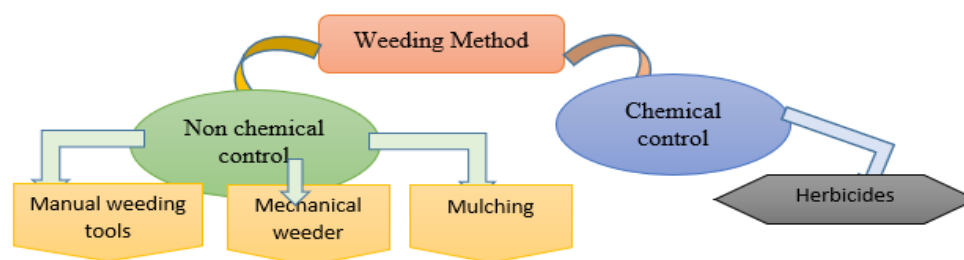 Weeding Method
Non chemical
control
Chemical
control
Manual weeding
tools
Mechanical
weeder
Mulching
Herbicides